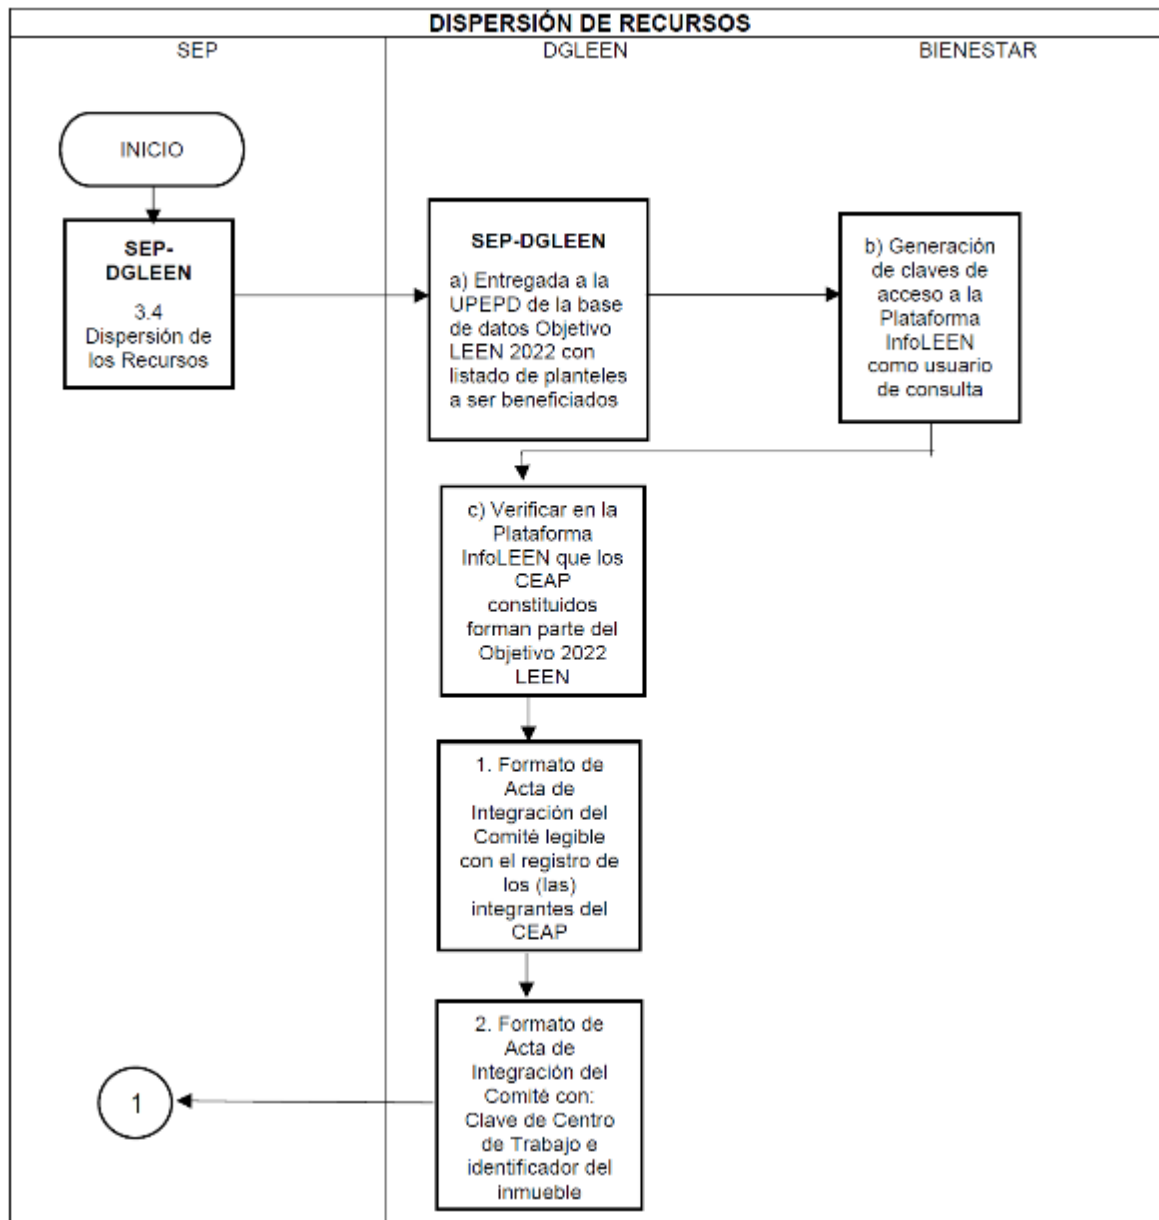 DISPERSIÓN DE RECURSOS
SEP
DGLEEN
BIENESTAR
INICIO
SEP-
DGLEEN
3.4
Dispersión de
los Recursos
SEP-DGLEEN
a) Entregada a la
UPEPD de la base
de datos Objetivo
LEEN 2022 con
listado de planteles
a ser beneficiados
b) Generación
de claves de
acceso a la
Plataforma
InfoLEEN
como usuario
de consulta
c) Verificar en la
Plataforma
InfoLEEN que los
CEAP
constituidos
forman parte del
Objetivo 2022
LEEN
1. Formato de
Acta de
Integración del
Comité legible
con el registro de
los (las)
integrantes del
CEAP
2. Formato de
Acta de
Integración del
Comité con:
Clave de Centro
de Trabajo e
identificador del
inmueble
1